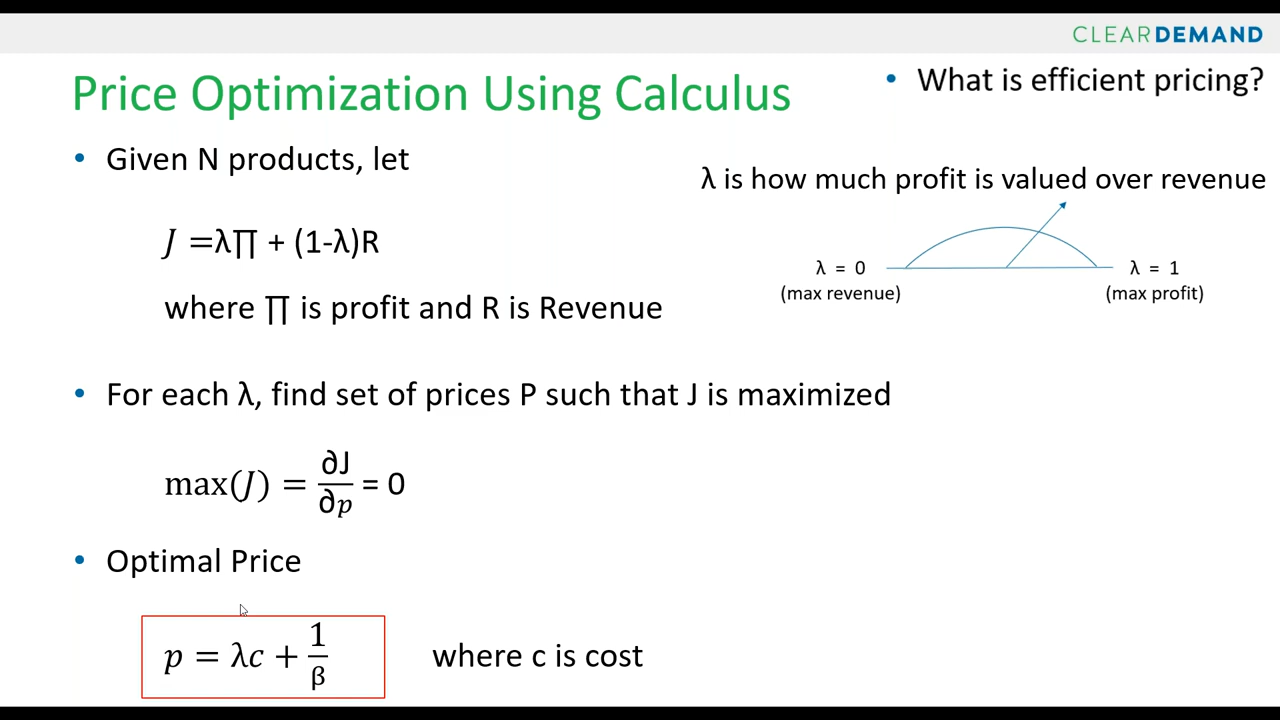 CLEARDEMAND
Price Optimization Using Calculus
• What is efficient pricing?
• Given N products, let
λ is how much profit is valued over revenue
J =λ∏ + (1-λ)R
λ = 0
(max revenue)
λ = 1
(max profit)
where ∏ is profit and R is Revenue
• For each λ, find set of prices P such that J is maximized
max(J) = ∂J/∂p = 0
• Optimal Price
p = λc + 1/β
where c is cost